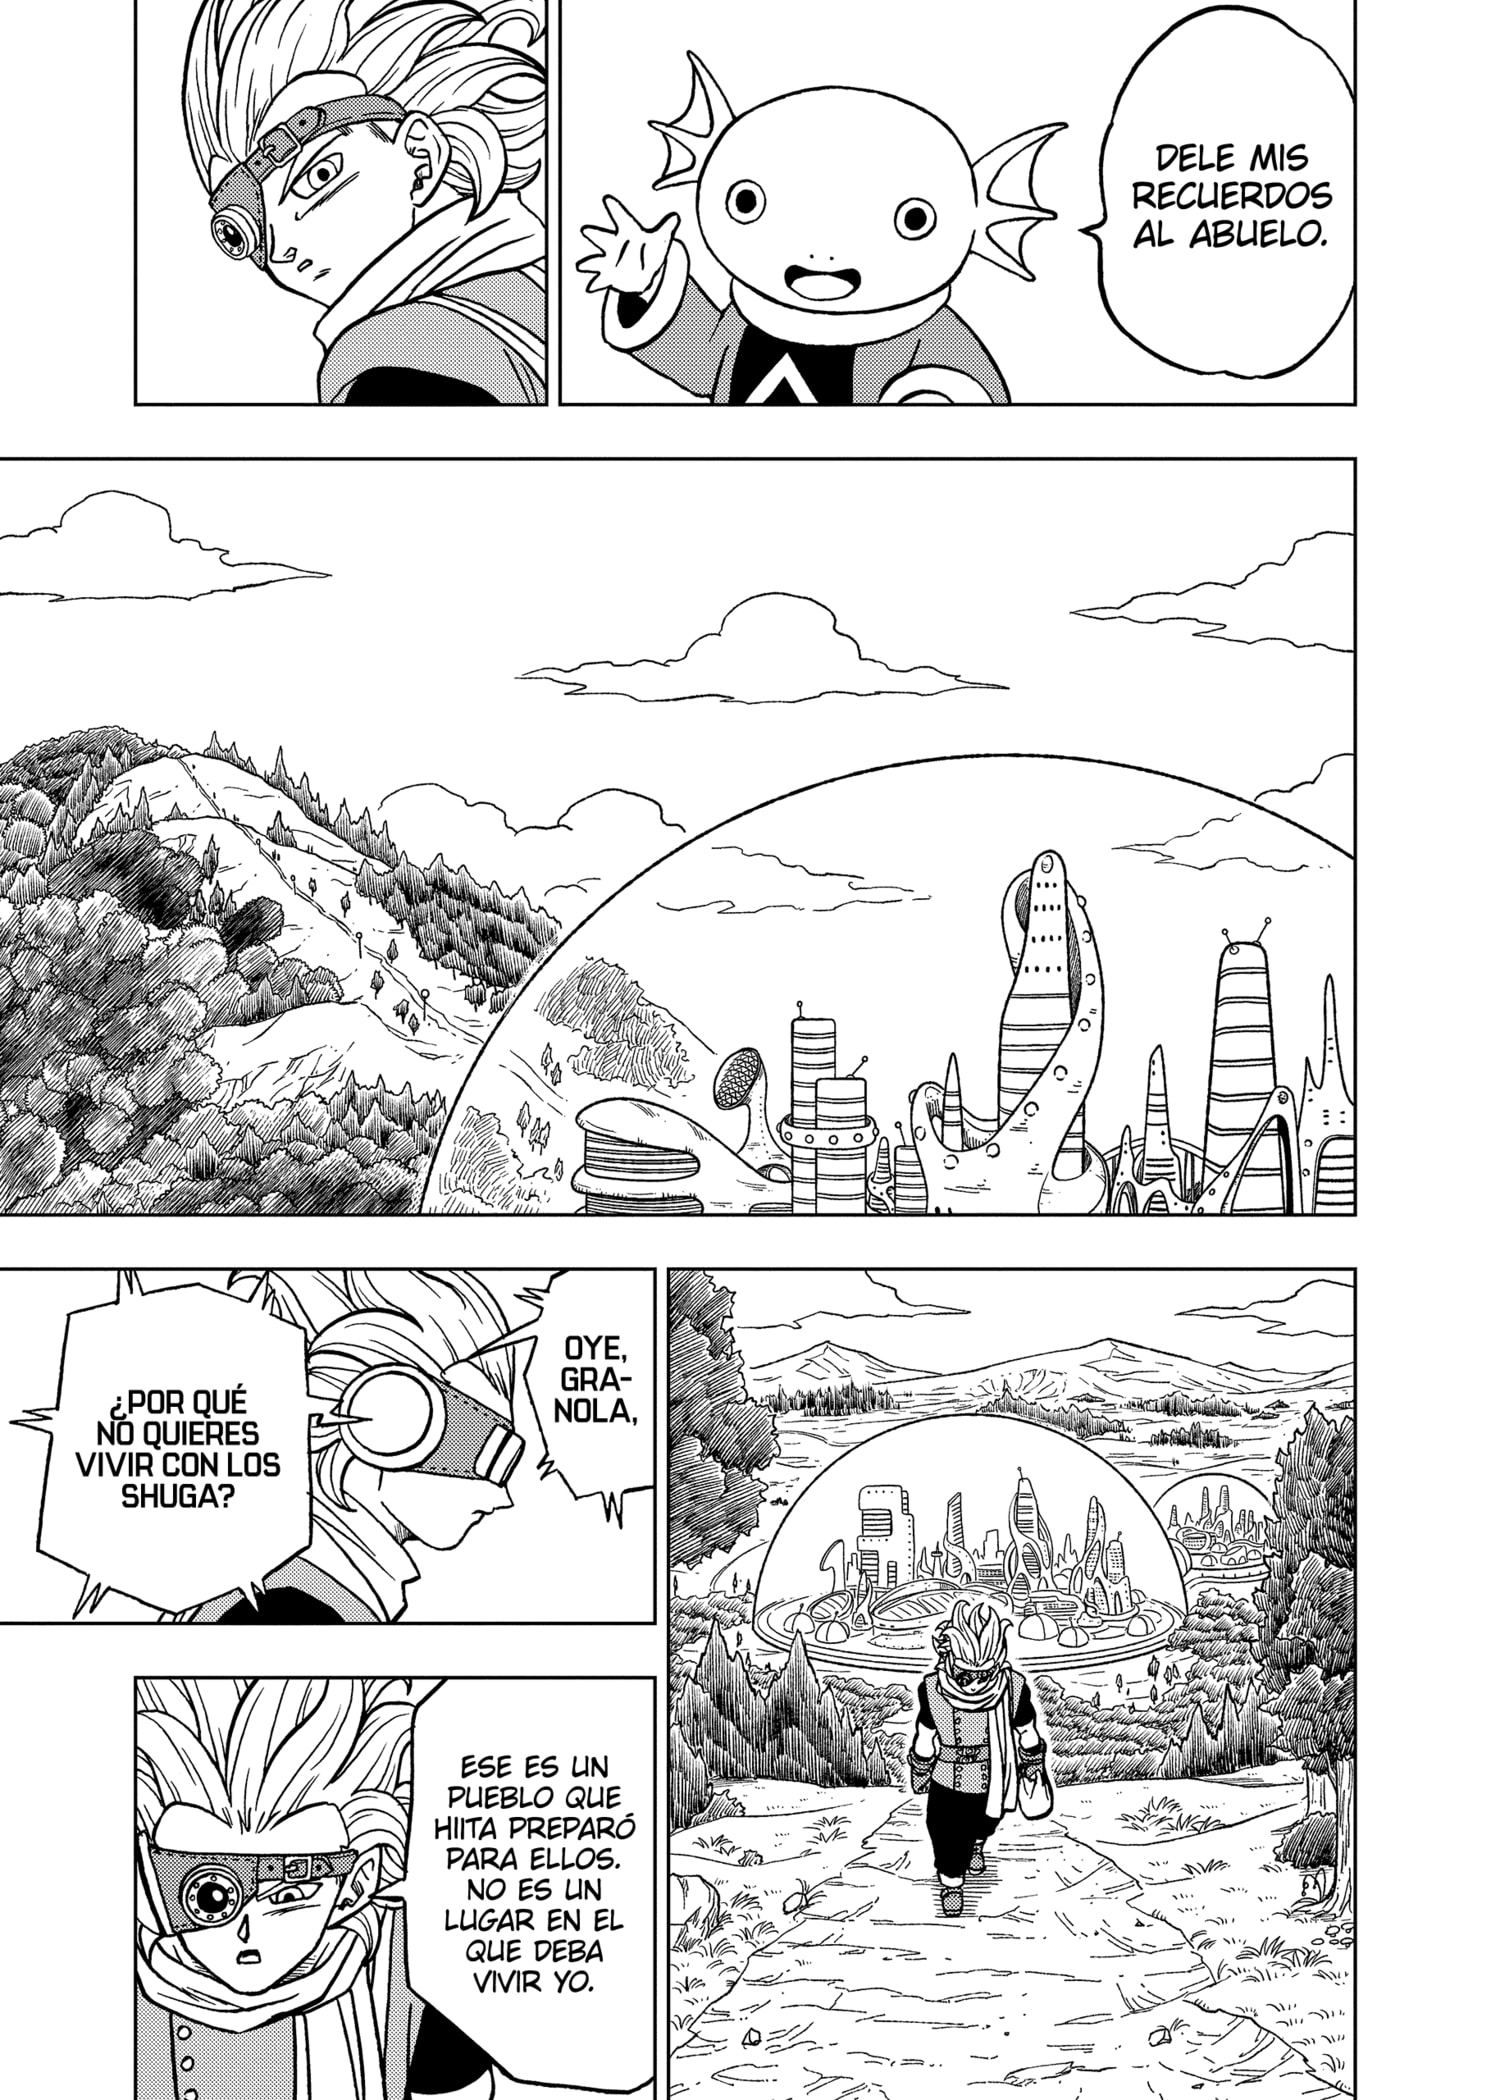 DELE MIS
RECUERDOS
AL ABUELO.
OYE,
GRA-
NOLA,
¿POR QUÉ
NO QUIERES
VIVIR CON LOS
SHUGA?
ESE ES UN
PUEBLO QUE
HIITA PREPARÓ
PARA ELLOS.
NO ES UN
LUGAR EN EL
QUE DEBA
VIVIR YO.